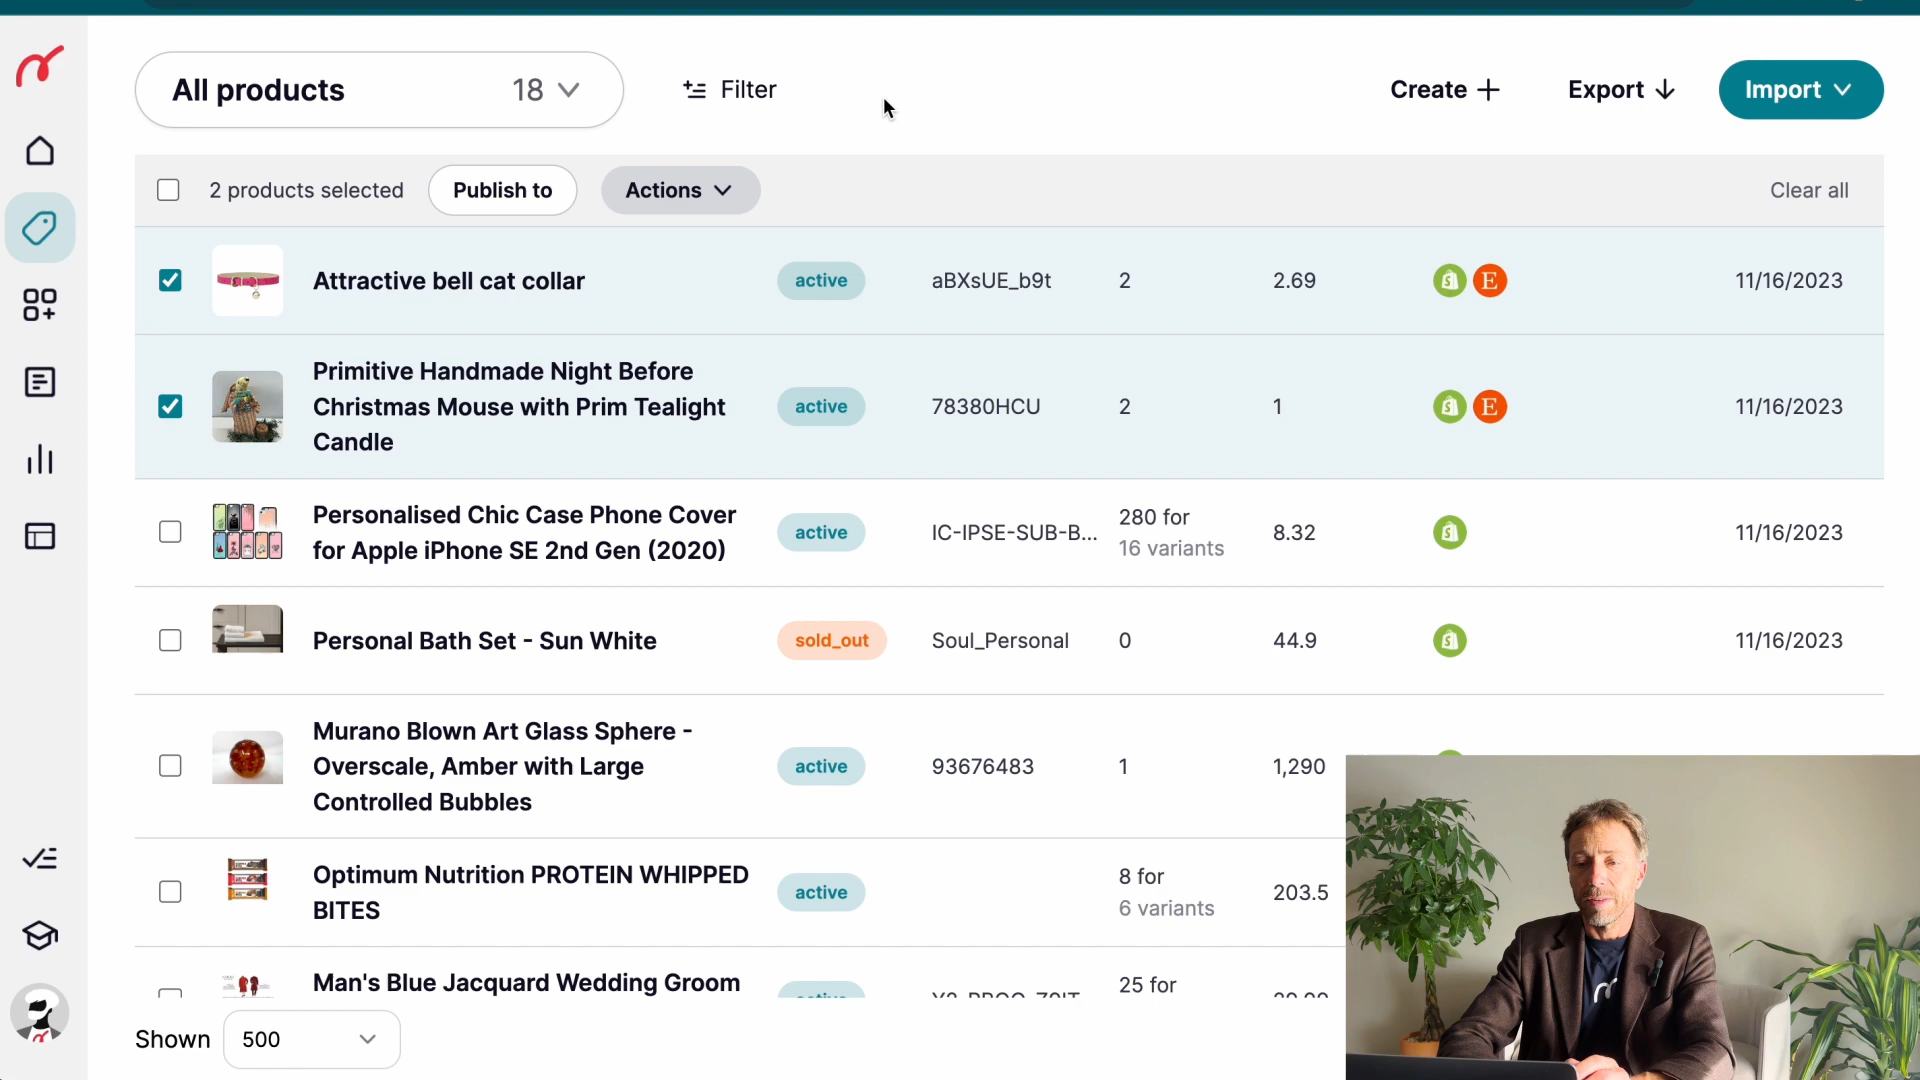 All products 18
Filter
Create
Export
Import
2 products selected Publish to Actions Clear all
Attractive bell cat collar active aBXsUE_b9t 2 2.69 E 11/16/2023
Primitive Handmade Night Before
Christmas Mouse with Prim Tealight
Candle
active 78380HCU 2 1 E 11/16/2023
Personalised Chic Case Phone Cover
for Apple iPhone SE 2nd Gen (2020)
active IC-IPSE-SUB-B...
280 for
16 variants
8.32 11/16/2023
Personal Bath Set - Sun White sold_out Soul_Personal 0 44.9 11/16/2023
Murano Blown Art Glass Sphere -
Overscale, Amber with Large
Controlled Bubbles
active 93676483 1 1,290
Optimum Nutrition PROTEIN WHIPPED
BITES
active
8 for
6 variants
203.5
Man's Blue Jacquard Wedding Groom
25 for
Shown 500